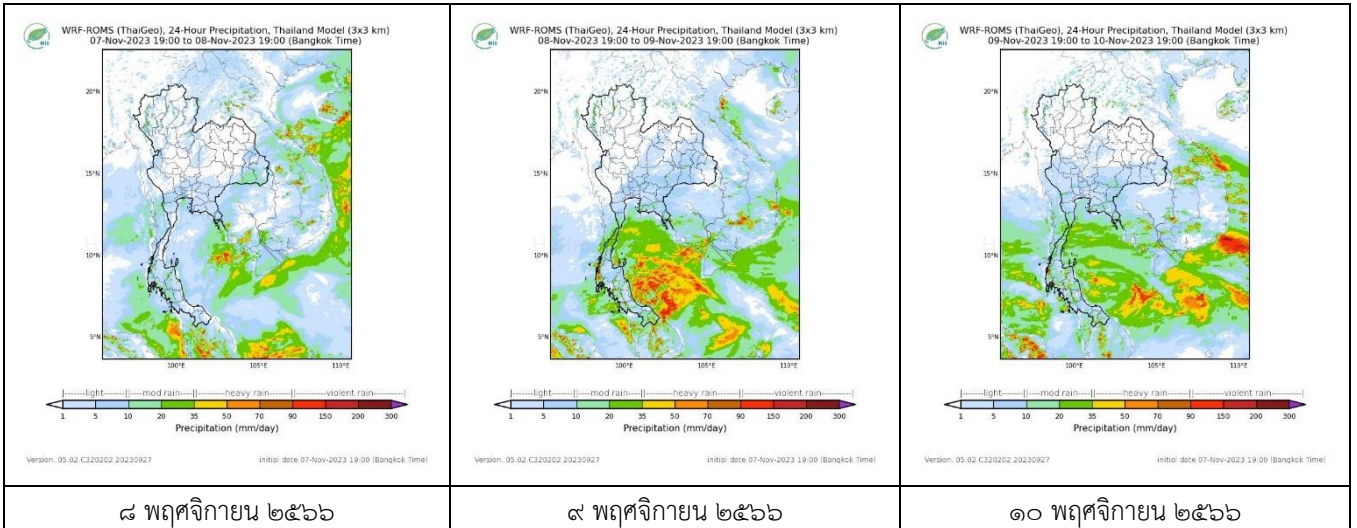 WRF-ROMS (ThaiGeo), 24-Hour Precipitation, Thailand Model (3x3 km)
07-Nov-2023 19:00 to 08-Nov-2023 19:00 (Bangkok Time)
20°N
15°N
10°N
5°N
100°E 105°E 110°E
light mod rain heavy rain violent rain
1 5 10 20 35 50 70 90 150 200 300
Precipitation (mm/day)
Version: 05.02.C320202.20230927 initial date 07-Nov-2023 19:00 (Bangkok Time)
๘ พฤศจิกายน ๒๕๖๖
WRF-ROMS (ThaiGeo), 24-Hour Precipitation, Thailand Model (3x3 km)
08-Nov-2023 19:00 to 09-Nov-2023 19:00 (Bangkok Time)
20°N
15°N
10°N
5°N
100°E 105°E 110°E
light mod rain heavy rain violent rain
1 5 10 20 35 50 70 90 150 200 300
Precipitation (mm/day)
Version: 05.02.C320202.20230927 initial date 07-Nov-2023 19:00 (Bangkok Time)
๙ พฤศจิกายน ๒๕๖๖
WRF-ROMS (ThaiGeo), 24-Hour Precipitation, Thailand Model (3x3 km)
09-Nov-2023 19:00 to 10-Nov-2023 19:00 (Bangkok Time)
20°N
15°N
10°N
5°N
100°E 105°E 110°E
light mod rain heavy rain violent rain
1 5 10 20 35 50 70 90 150 200 300
Precipitation (mm/day)
Version: 05.02.C320202.20230927 initial date 07-Nov-2023 19:00 (Bangkok Time)
๑๐ พฤศจิกายน ๒๕๖๖